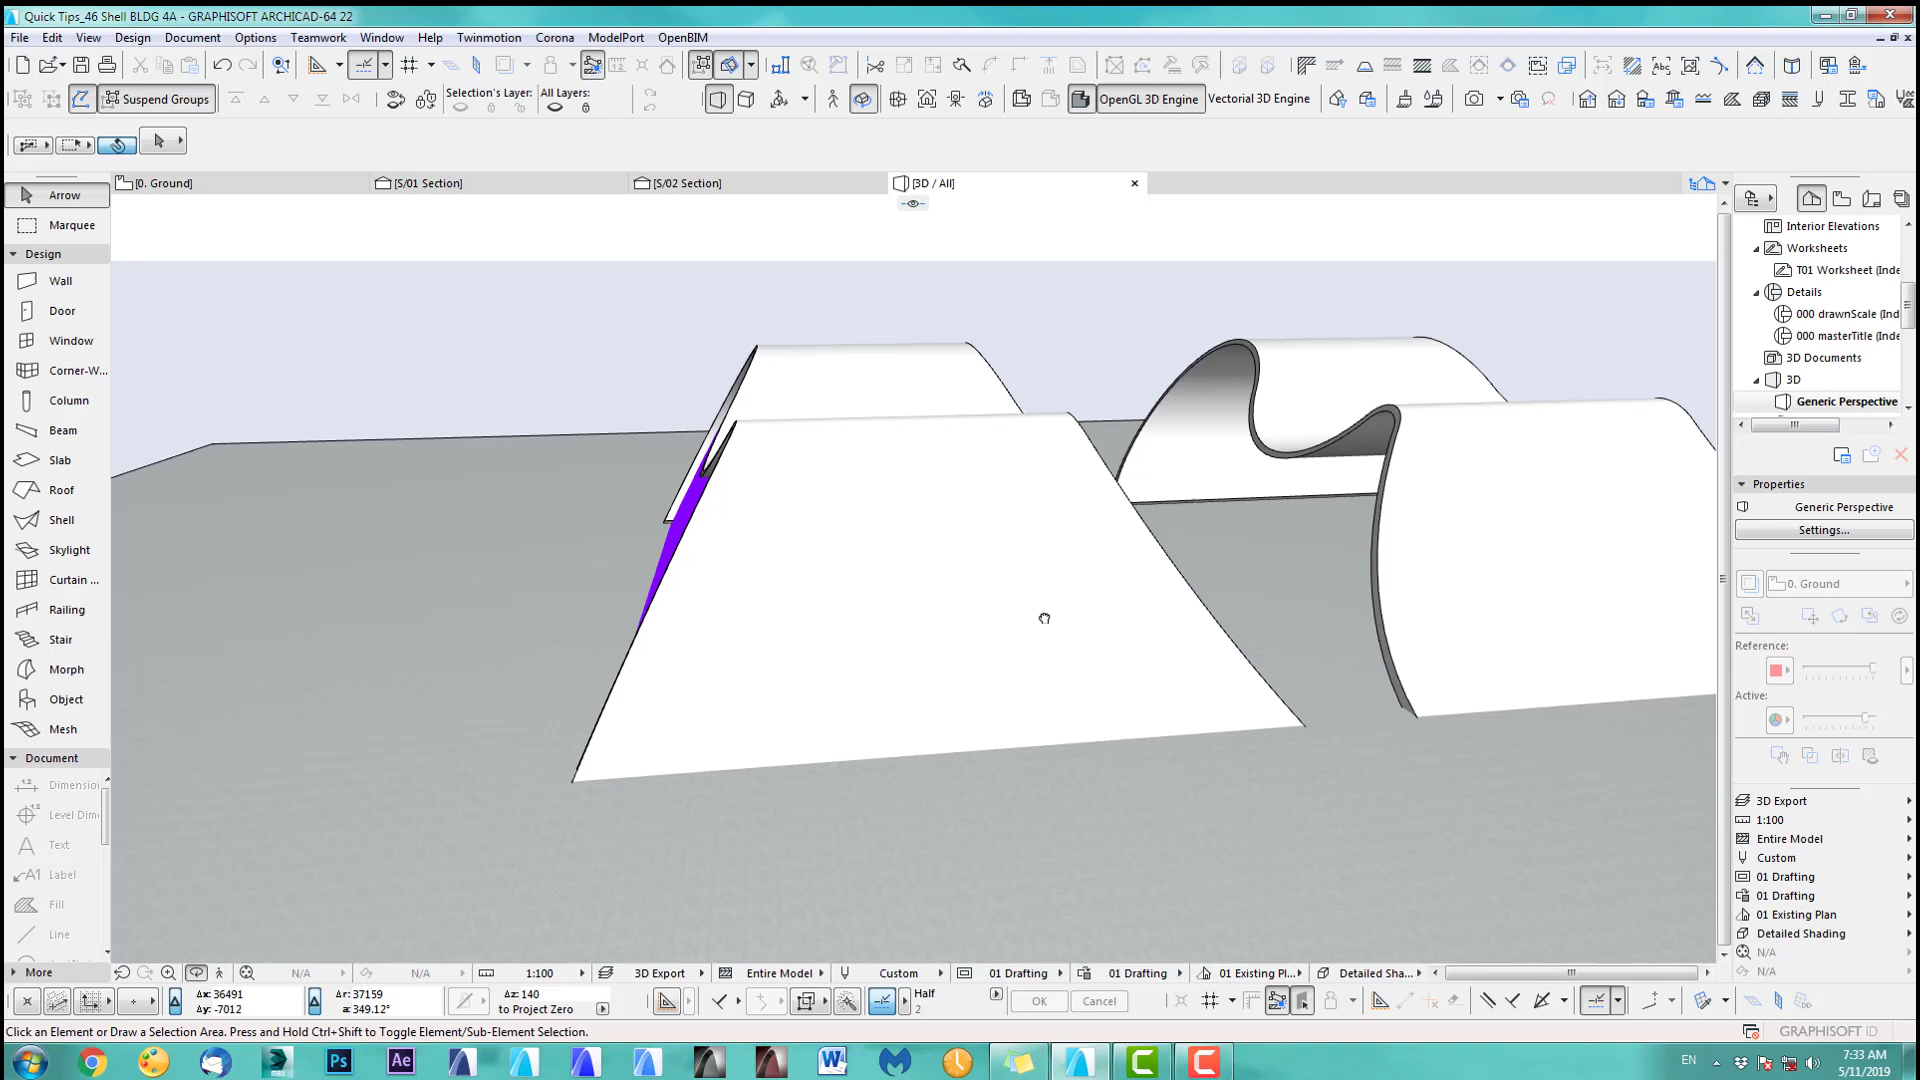 Quick Tips_46 Shell BLDG 4A - GRAPHISOFT ARCHICAD-64 22
File Edit View Design Document Options Teamwork Window Help Twinmotion Corona ModelPort OpenBIM
Suspend Groups
Selection's Layer:
All Layers:
OpenGL 3D Engine
Vectorial 3D Engine
[0. Ground]
[S/01 Section]
[S/02 Section]
[3D / All]
Arrow
Marquee
Design
Wall
Door
Window
Corner-W...
Column
Beam
Slab
Roof
Shell
Skylight
Curtain ...
Railing
Stair
Morph
Object
Mesh
Document
Dimensio
Level Dim
Text
A1 Label
Fill
Line
More
Interior Elevations
Worksheets
T01 Worksheet (Inde
Details
000 drawnScale (Ind
000 masterTitle (Inde
3D Documents
3D
Generic Perspective
Properties
Generic Perspective
Settings...
0. Ground
Reference:
Active:
3D Export
1:100
Entire Model
Custom
01 Drafting
01 Drafting
01 Existing Plan
Detailed Shading
N/A
N/A
N/A N/A 1:100 3D Export Entire Model Custom 01 Drafting 01 Drafting 01 Existing Pl... Detailed Sha...
Δx: 36491
Δy: -7012
Δr: 37159
a: 349.12°
Δz: 140
to Project Zero
Half
2
OK
Cancel
Click an Element or Draw a Selection Area. Press and Hold Ctrl+Shift to Toggle Element/Sub-Element Selection.
GRAPHISOFT ID
Ps
Ae
EN
7:33 AM
5/11/2019